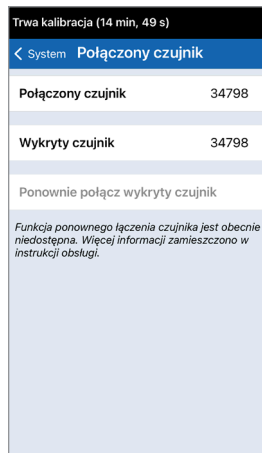 Trwa kalibracja (14 min, 49 s)
System Połączony czujnik
Połączony czujnik 34798
Wykryty czujnik 34798
Ponownie połącz wykryty czujnik
Funkcja ponownego łączenia czujnika jest obecnie
niedostępna. Więcej informacji zamieszczono w
instrukcji obsługi.